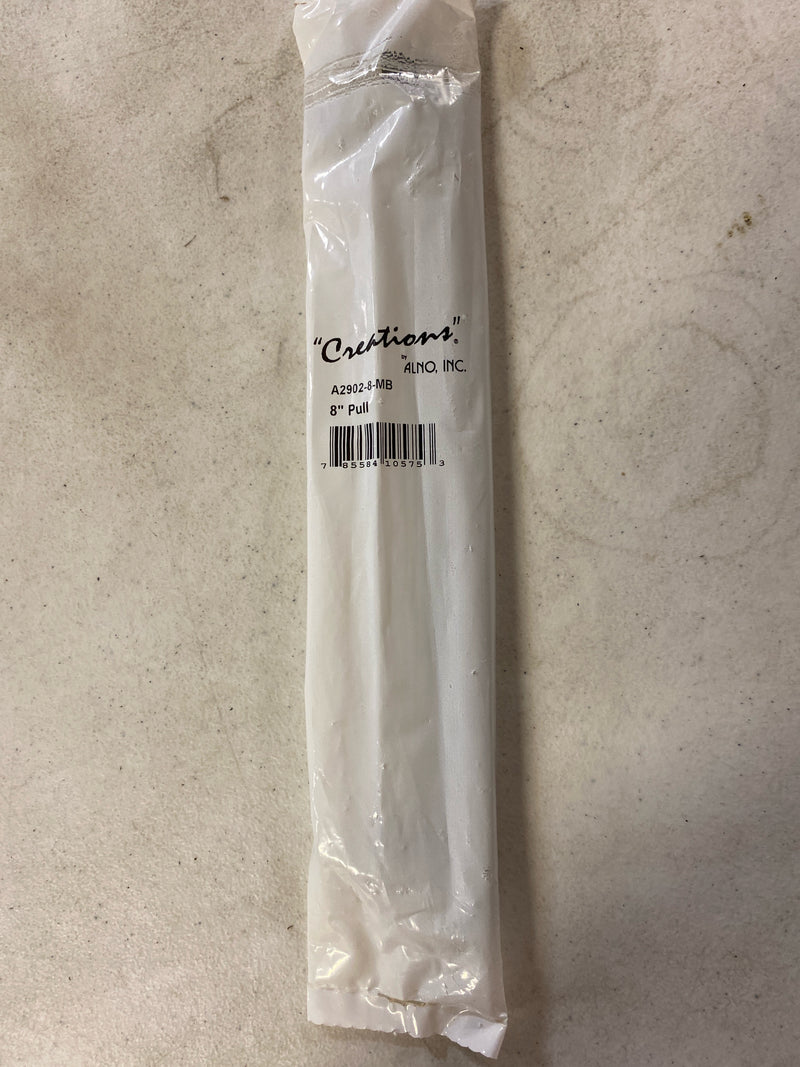 "Creations"®
by
ALNO, INC.
A2902-8-MB
8" Pull
7 85584 10575 3